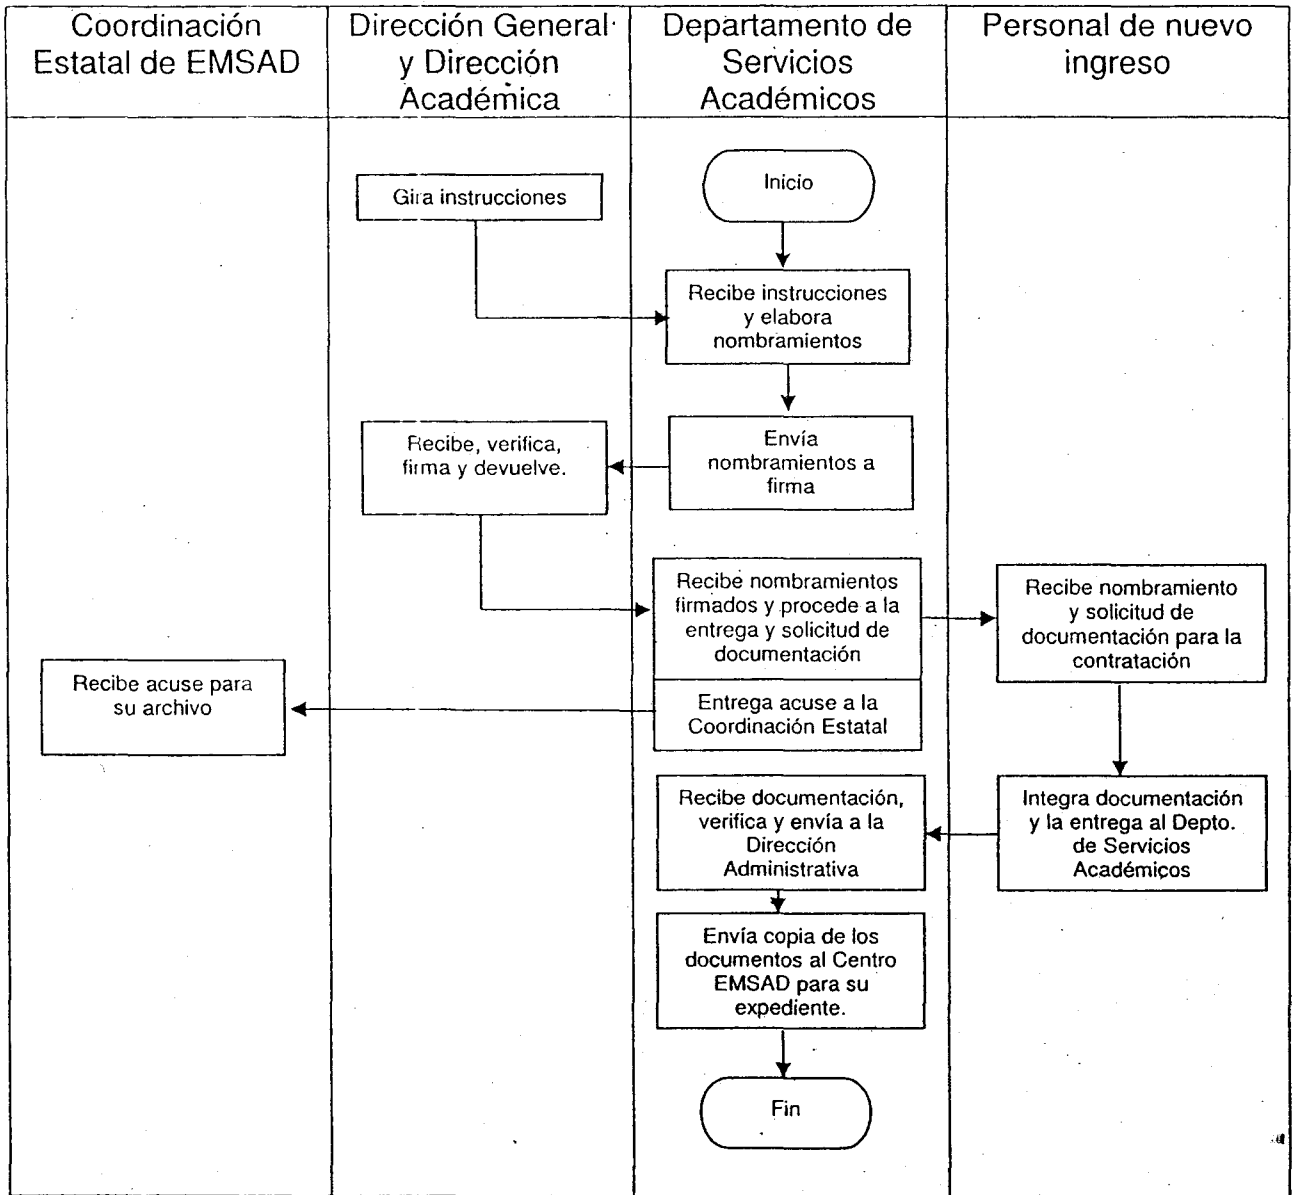 Coordinación
Estatal de EMSAD
Dirección General
y Dirección
Académica
Departamento de
Servicios
Académicos
Personal de nuevo
ingreso
Gira instrucciones
Inicio
Recibe instrucciones
y elabora
nombramientos
Envía
nombramientos a
firma
Recibe, verifica,
firma y devuelve.
Recibe nombramientos
firmados y procede a la
entrega y solicitud de
documentación
Recibe nombramiento
y solicitud de
documentación para la
contratación
Entrega acuse a la
Coordinación Estatal
Recibe acuse para
su archivo
Integra documentación
y la entrega al Depto.
de Servicios
Académicos
Recibe documentación,
verifica y envía a la
Dirección
Administrativa
Envía copia de los
documentos al Centro
EMSAD para su
expediente.
Fin